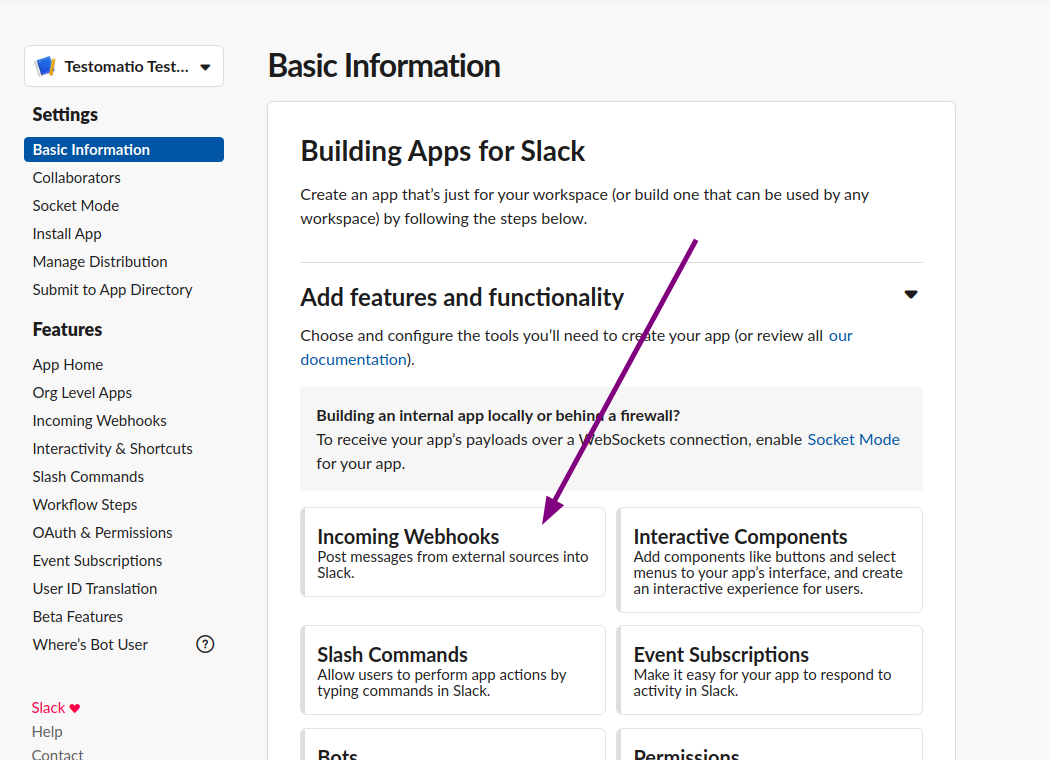 Testomatio Test...
Settings
Basic Information
Collaborators
Socket Mode
Install App
Manage Distribution
Submit to App Directory
Features
App Home
Org Level Apps
Incoming Webhooks
Interactivity & Shortcuts
Slash Commands
Workflow Steps
OAuth & Permissions
Event Subscriptions
User ID Translation
Beta Features
Where's Bot User ?
Slack ♥
Help
Contact
Basic Information
Building Apps for Slack
Create an app that's just for your workspace (or build one that can be used by any
workspace) by following the steps below.
Add features and functionality
Choose and configure the tools you'll need to create your app (or review all our
documentation).
Building an internal app locally or behind a firewall?
To receive your app's payloads over a WebSockets connection, enable Socket Mode
for your app.
Incoming Webhooks
Post messages from external sources into
Slack.
Interactive Components
Add components like buttons and select
menus to your app's interface, and create
an interactive experience for users.
Slash Commands
Allow users to perform app actions by
typing commands in Slack.
Event Subscriptions
Make it easy for your app to respond to
activity in Slack.
Bots
Permissions